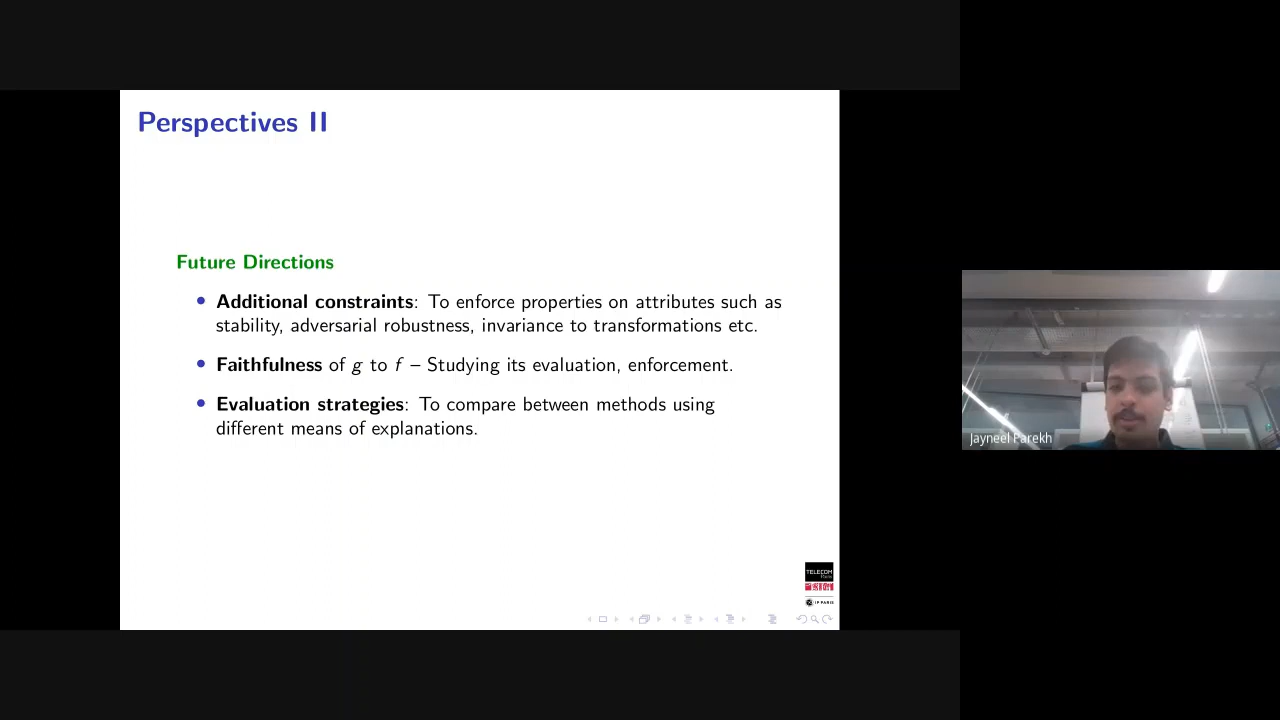 Perspectives II
Future Directions
• Additional constraints: To enforce properties on attributes such as
stability, adversarial robustness, invariance to transformations etc.
• Faithfulness of g to f – Studying its evaluation, enforcement.
• Evaluation strategies: To compare between methods using
different means of explanations.
Jayneel Parekh
TELECOM
Paris
IP PARIS